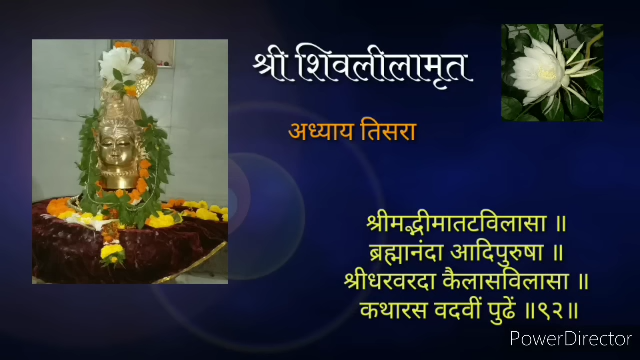 श्री शिवलीलामृत
अध्याय तिसरा
श्रीमद्भीमातटविलासा ॥
ब्रह्मानंदा आदिपुरुषा ॥
श्रीधरवरदा कैलासविलासा ॥
कथारस वदवीं पुढें ॥९२॥
PowerDirector